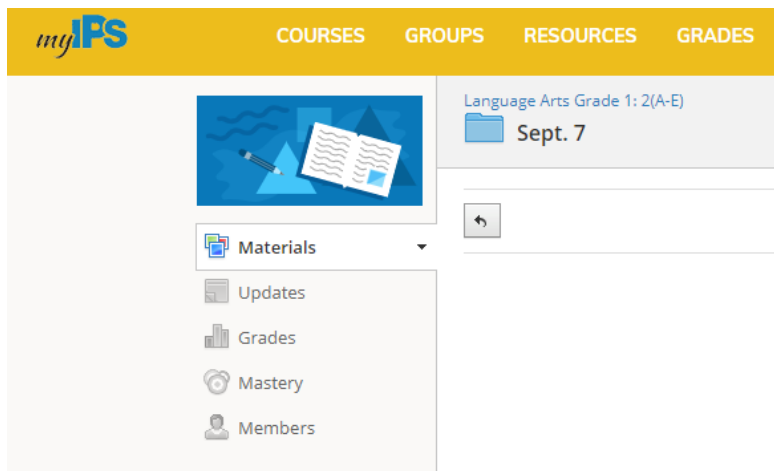 myIPS COURSES GROUPS RESOURCES GRADES
Language Arts Grade 1: 2(A-E)
Sept. 7
Materials
Updates
Grades
Mastery
Members